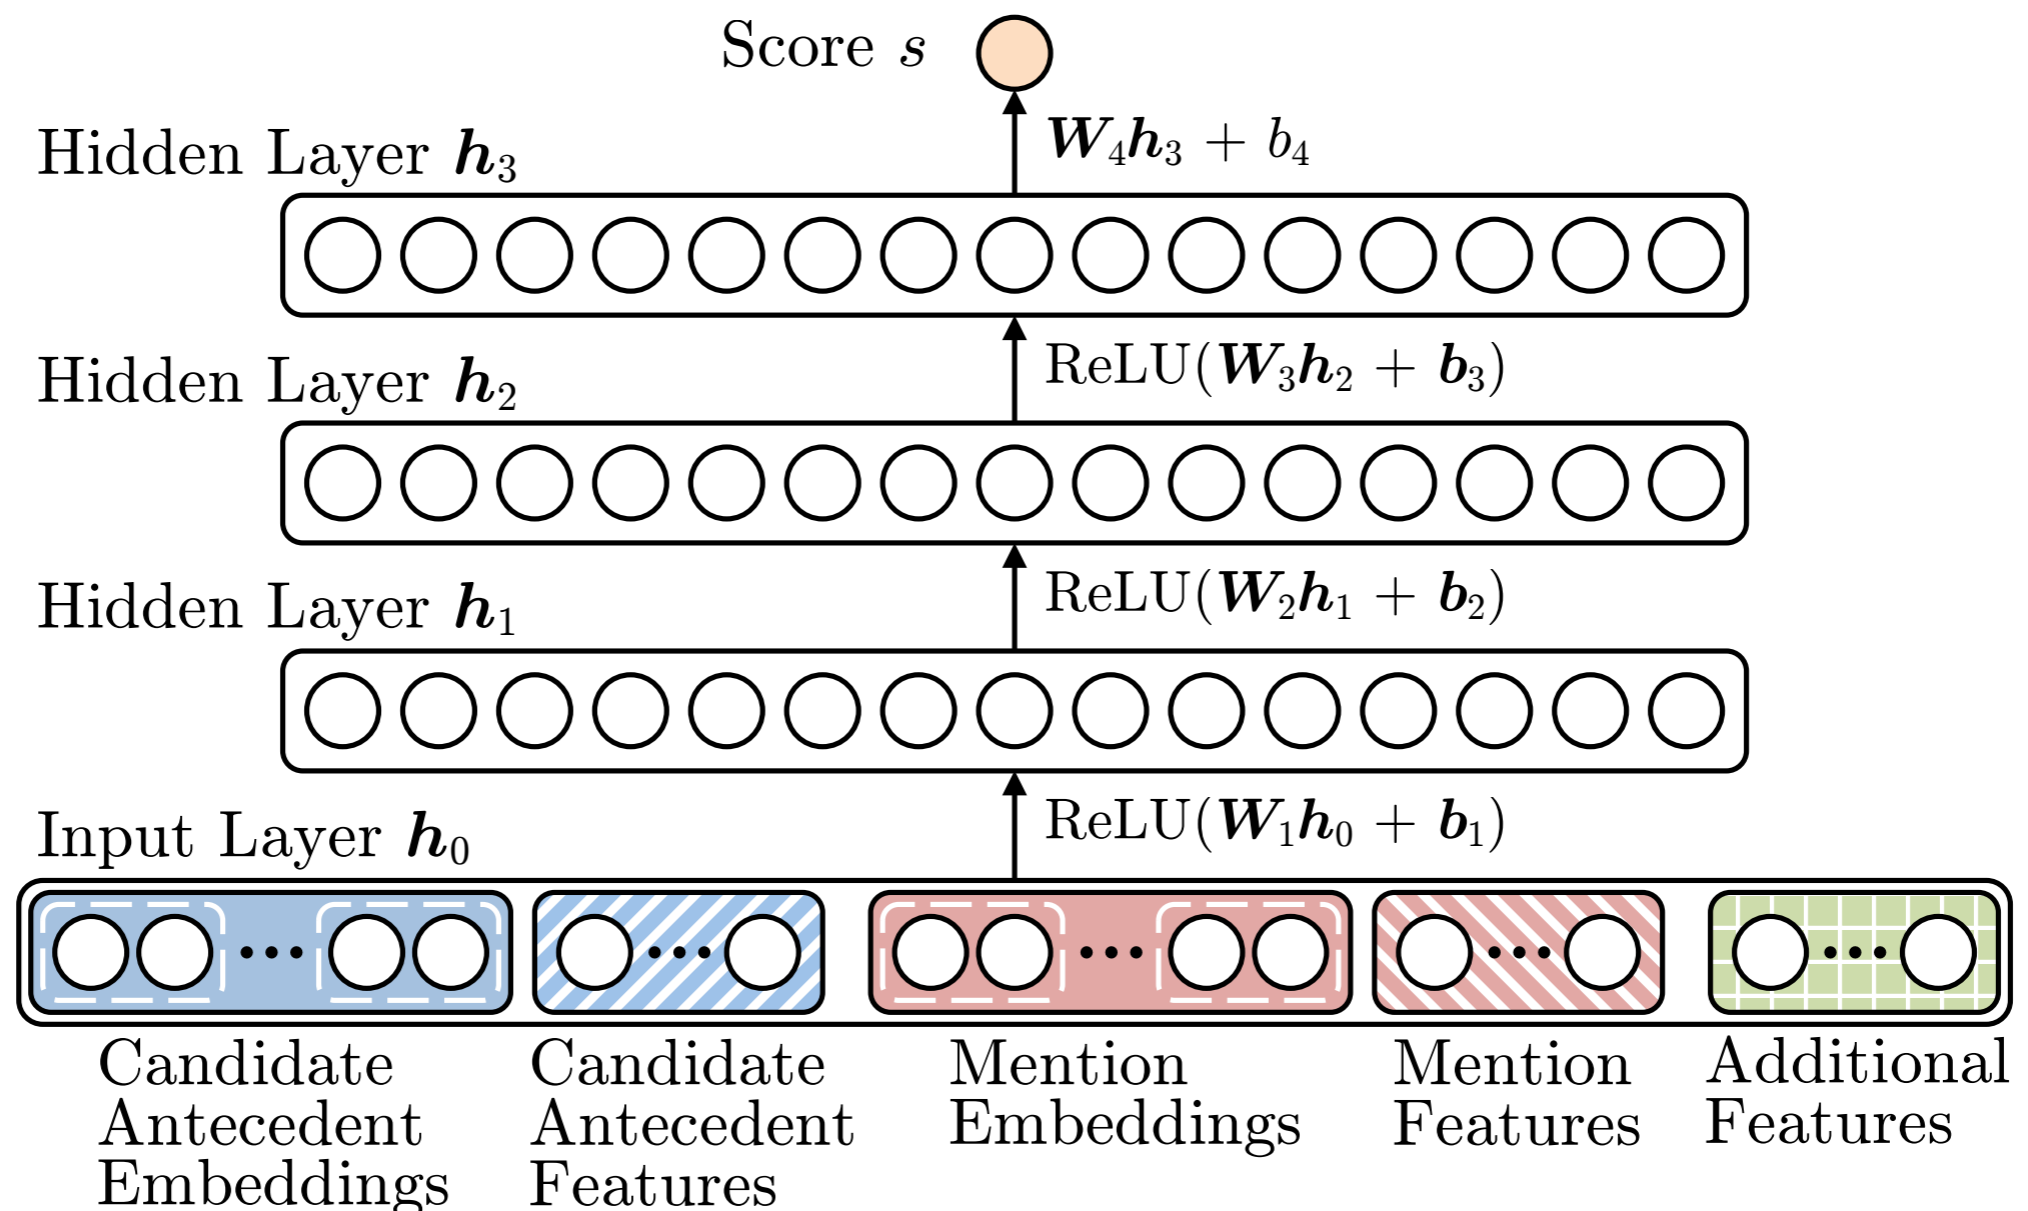 Score s
W₄h₃ + b₄
Hidden Layer h₃
ReLU(W₃h₂ + b₃)
Hidden Layer h₂
ReLU(W₂h₁ + b₂)
Hidden Layer h₁
ReLU(W₁h₀ + b₁)
Input Layer h₀
Candidate
Antecedent
Embeddings
Candidate
Antecedent
Features
Mention
Embeddings
Mention
Features
Additional
Features